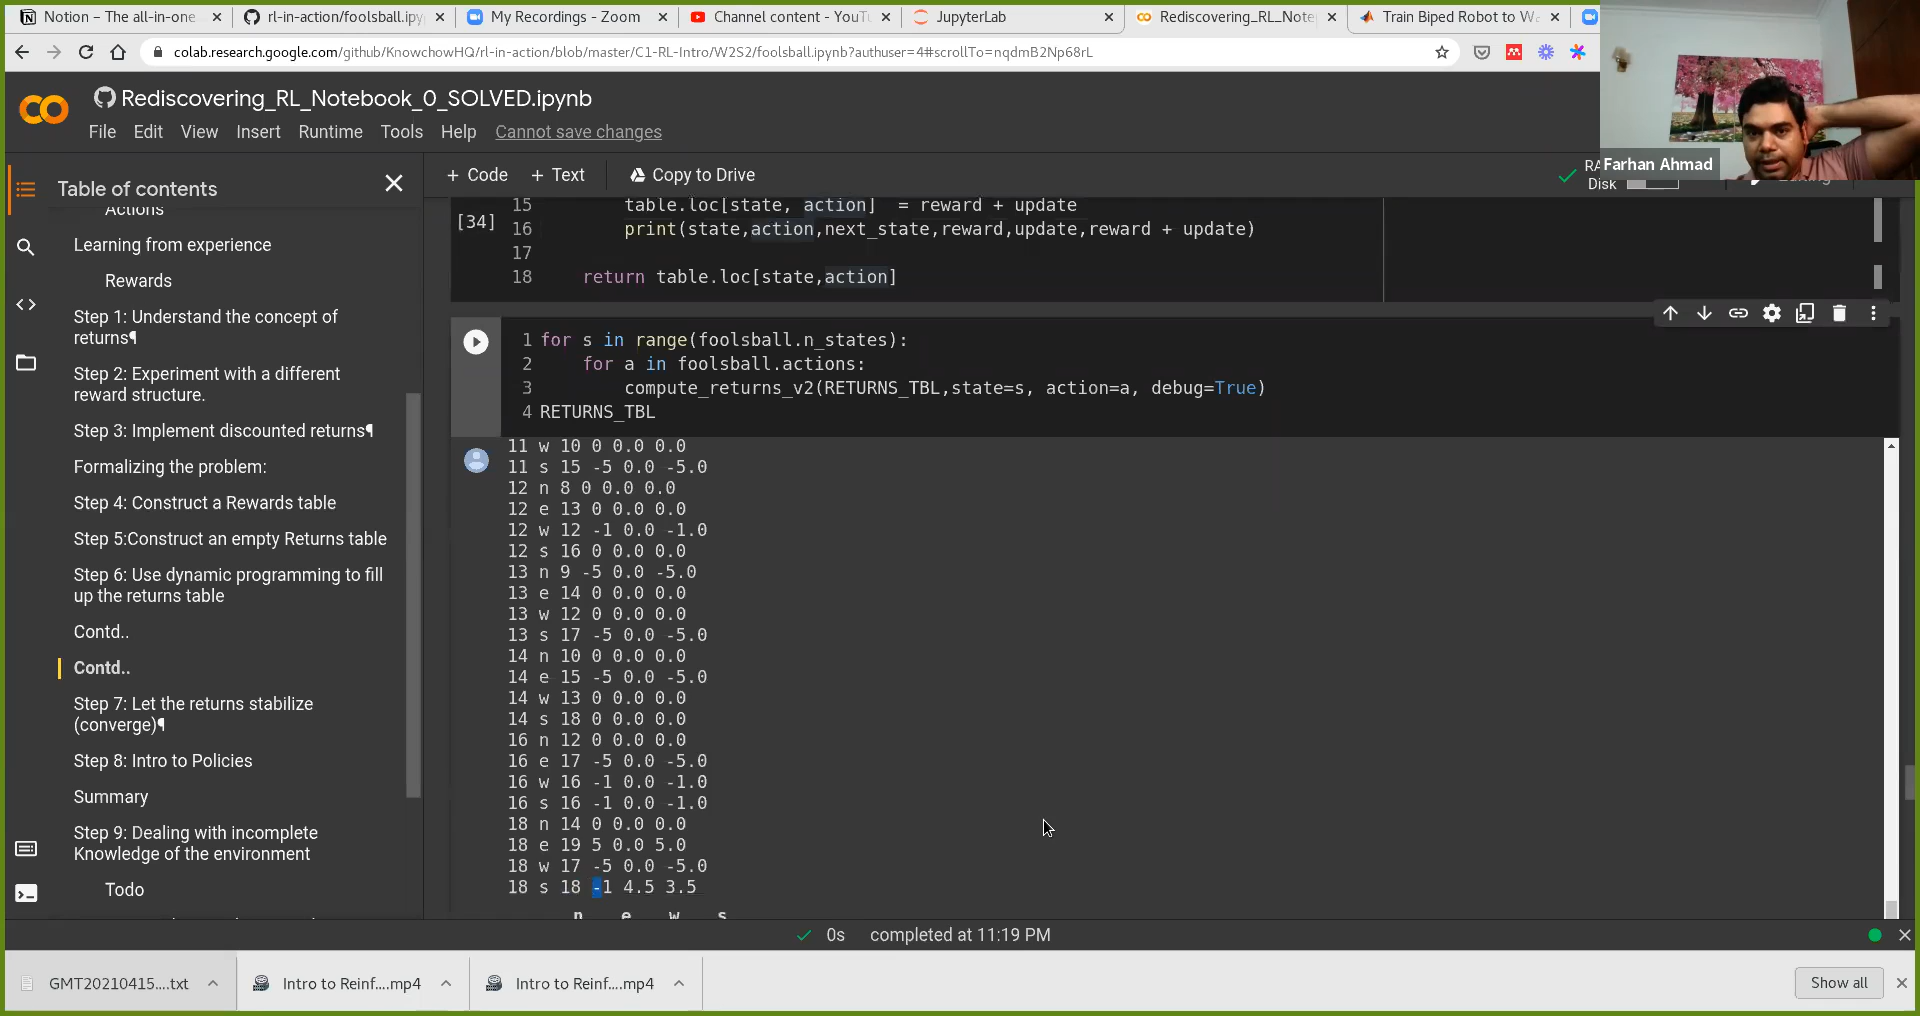 Notion – The all-in-one
rl-in-action/foolsball.ipy
My Recordings - Zoom
Channel content - YouTu
JupyterLab
Rediscovering_RL_Note
Train Biped Robot to Wa
colab.research.google.com/github/KnowchowHQ/rl-in-action/blob/master/C1-RL-Intro/W2S2/foolsball.ipynb?authuser=4#scrollTo=nqdmB2Np68rL
Rediscovering_RL_Notebook_0_SOLVED.ipynb
File Edit View Insert Runtime Tools Help Cannot save changes
Farhan Ahmad
Table of contents
+ Code + Text Copy to Drive
RA
Disk
Actions
Learning from experience
Rewards
Step 1: Understand the concept of
returns¶
Step 2: Experiment with a different
reward structure.
Step 3: Implement discounted returns¶
Formalizing the problem:
Step 4: Construct a Rewards table
Step 5:Construct an empty Returns table
Step 6: Use dynamic programming to fill
up the returns table
Contd..
Contd..
Step 7: Let the returns stabilize
(converge)¶
Step 8: Intro to Policies
Summary
Step 9: Dealing with incomplete
Knowledge of the environment
Todo
[34]
15 table.loc[state, action] = reward + update
16 print(state,action,next_state,reward,update,reward + update)
17
18 return table.loc[state,action]
1 for s in range(foolsball.n_states):
2 for a in foolsball.actions:
3 compute_returns_v2(RETURNS_TBL,state=s, action=a, debug=True)
4 RETURNS_TBL
11 w 10 0 0.0 0.0
11 s 15 -5 0.0 -5.0
12 n 8 0 0.0 0.0
12 e 13 0 0.0 0.0
12 w 12 -1 0.0 -1.0
12 s 16 0 0.0 0.0
13 n 9 -5 0.0 -5.0
13 e 14 0 0.0 0.0
13 w 12 0 0.0 0.0
13 s 17 -5 0.0 -5.0
14 n 10 0 0.0 0.0
14 e 15 -5 0.0 -5.0
14 w 13 0 0.0 0.0
14 s 18 0 0.0 0.0
16 n 12 0 0.0 0.0
16 e 17 -5 0.0 -5.0
16 w 16 -1 0.0 -1.0
16 s 16 -1 0.0 -1.0
18 n 14 0 0.0 0.0
18 e 19 5 0.0 5.0
18 w 17 -5 0.0 -5.0
18 s 18 -1 4.5 3.5
n e w s
0s completed at 11:19 PM
GMT20210415....txt
Intro to Reinf....mp4
Intro to Reinf....mp4
Show all